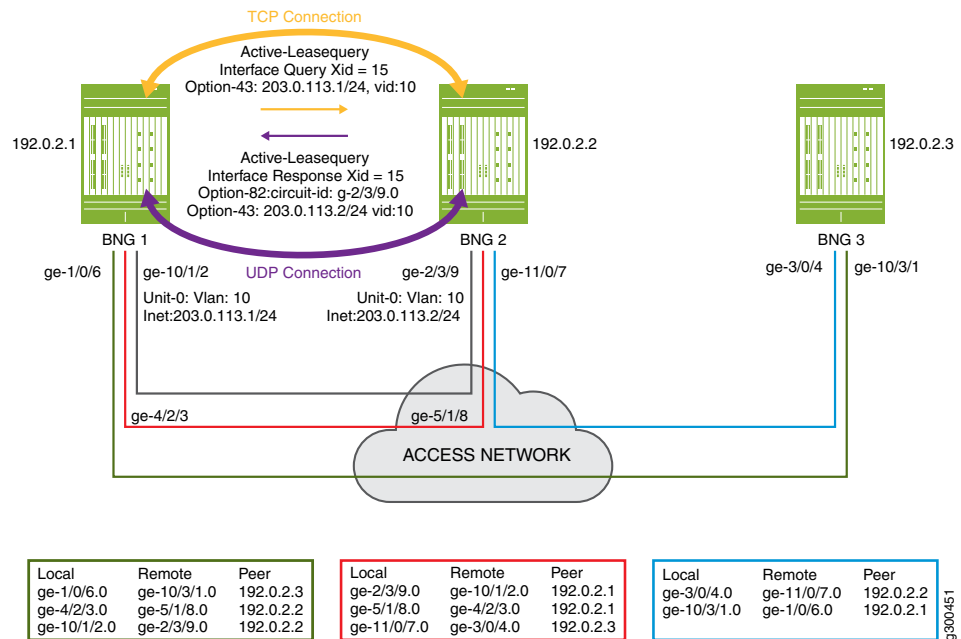 TCP Connection
Active-Leasequery
Interface Query Xid = 15
Option-43: 203.0.113.1/24, vid:10
192.0.2.1
192.0.2.2
192.0.2.3
Active-Leasequery
Interface Response Xid = 15
Option-82:circuit-id: g-2/3/9.0
Option-43: 203.0.113.2/24 vid:10
BNG 1
BNG 2
BNG 3
UDP Connection
ge-1/0/6
ge-10/1/2
ge-2/3/9
ge-11/0/7
ge-3/0/4
ge-10/3/1
Unit-0: Vlan: 10
Inet:203.0.113.1/24
Unit-0: Vlan: 10
Inet:203.0.113.2/24
ge-4/2/3
ge-5/1/8
ACCESS NETWORK
Local Remote Peer
ge-1/0/6.0 ge-10/3/1.0 192.0.2.3
ge-4/2/3.0 ge-5/1/8.0 192.0.2.2
ge-10/1/2.0 ge-2/3/9.0 192.0.2.2
Local Remote Peer
ge-2/3/9.0 ge-10/1/2.0 192.0.2.1
ge-5/1/8.0 ge-4/2/3.0 192.0.2.1
ge-11/0/7.0 ge-3/0/4.0 192.0.2.3
Local Remote Peer
ge-3/0/4.0 ge-11/0/7.0 192.0.2.2
ge-10/3/1.0 ge-1/0/6.0 192.0.2.1
g300451